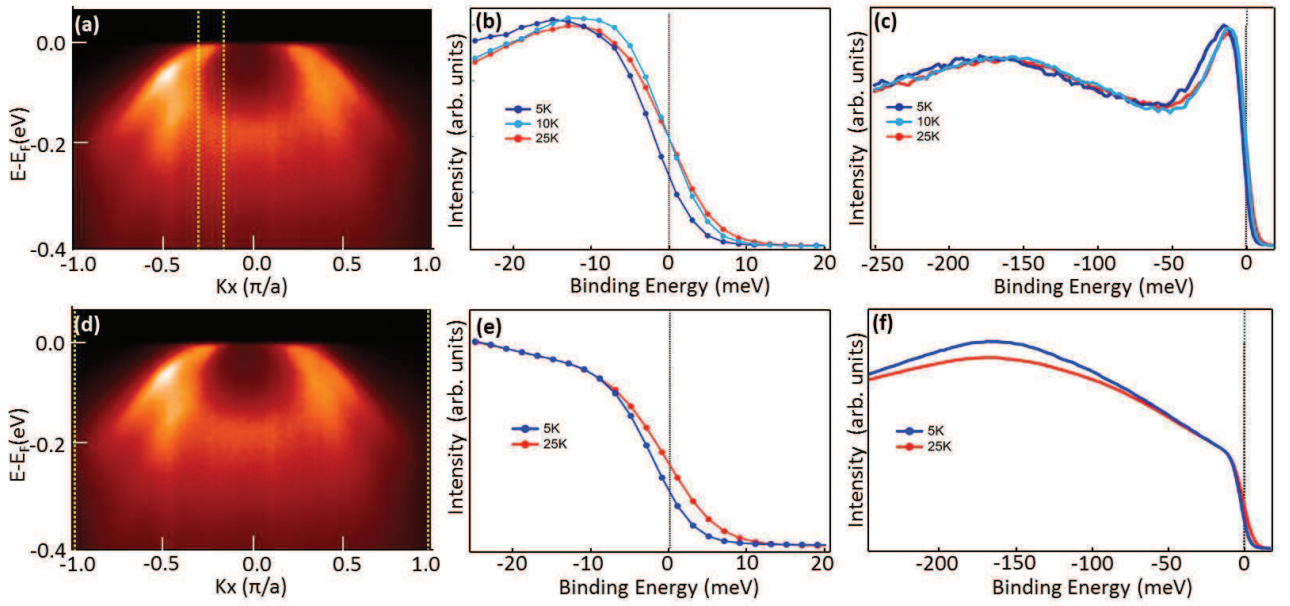 (a)
E-EF(eV)
0.0
-0.2
-0.4
-1.0 -0.5 0.0 0.5 1.0
Kx (π/a)
(b)
Intensity (arb. units)
5K
10K
25K
-20 -10 0 10 20
Binding Energy (meV)
(c)
Intensity (arb. units)
5K
10K
25K
-250 -200 -150 -100 -50 0
Binding Energy (meV)
(d)
E-EF(eV)
0.0
-0.2
-0.4
-1.0 -0.5 0.0 0.5 1.0
Kx (π/a)
(e)
Intensity (arb. units)
5K
25K
-20 -10 0 10 20
Binding Energy (meV)
(f)
Intensity (arb. units)
5K
25K
-200 -150 -100 -50 0
Binding Energy (meV)